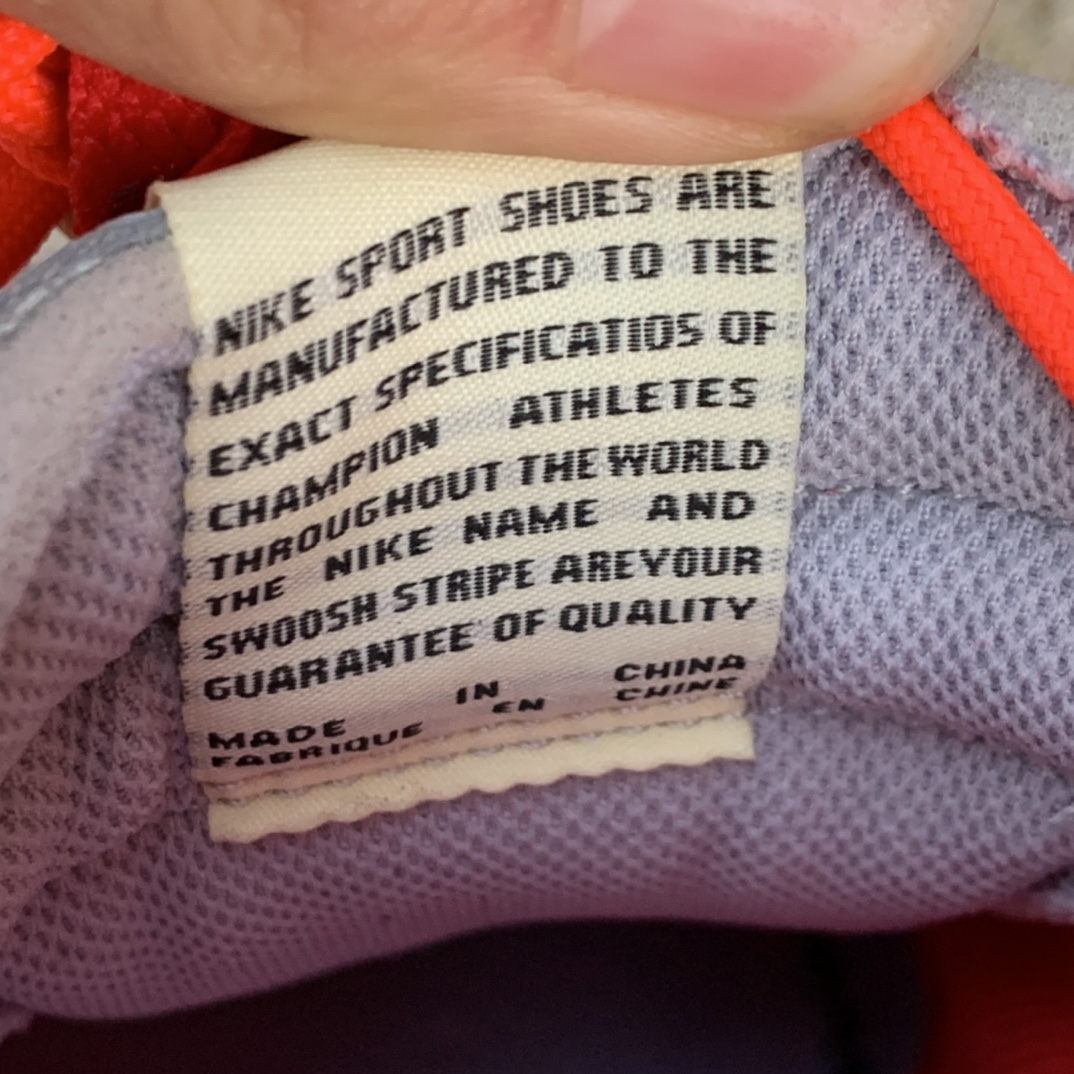 NIKE SPORT SHOES ARE
MANUFACTURED TO THE
EXACT SPECIFICATIOS OF
CHAMPION ATHLETES
THROUGHOUT THE WORLD
THE NIKE NAME AND
SWOOSH STRIPE AREYOUR
GUARANTEE OF QUALITY
MADE IN CHINA
FABRIQUE EN CHINE